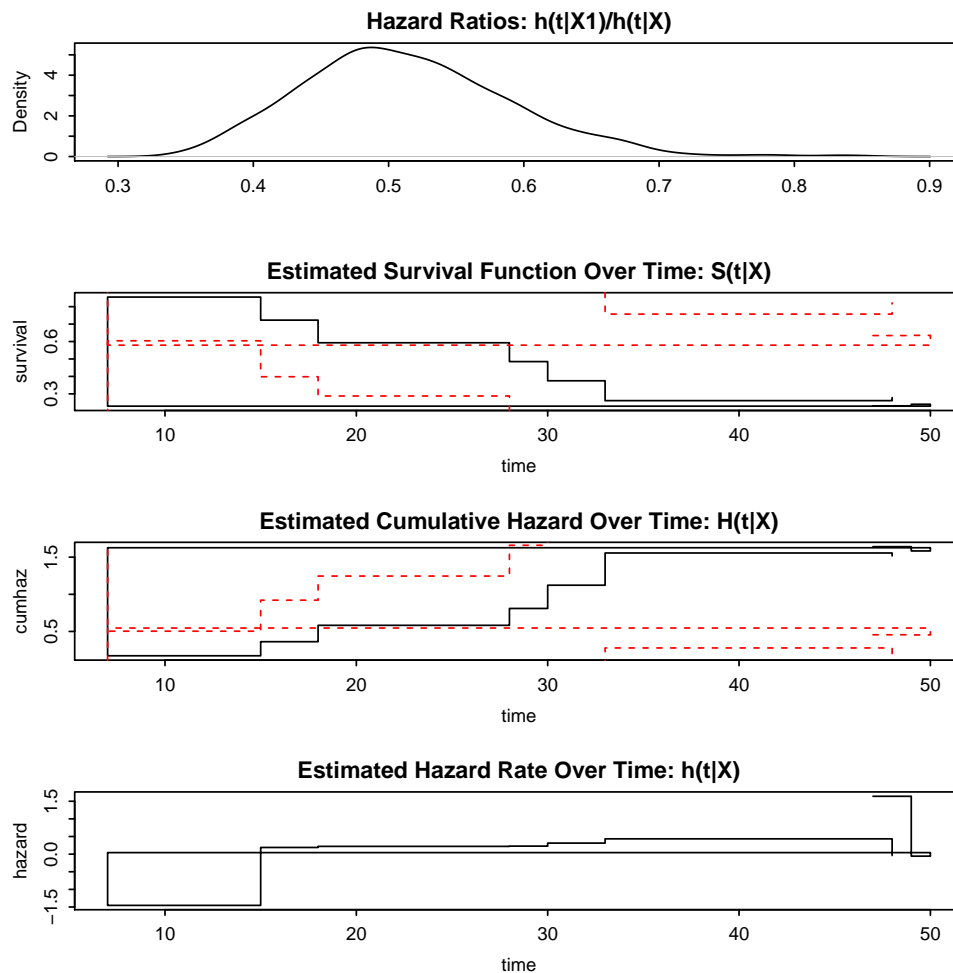 Hazard Ratios: h(t|X1)/h(t|X)
Density
4
2
0
0.3 0.4 0.5 0.6 0.7 0.8 0.9
Estimated Survival Function Over Time: S(t|X)
survival
0.6
0.3
10 20 30 40 50
time
Estimated Cumulative Hazard Over Time: H(t|X)
cumhaz
1.5
0.5
10 20 30 40 50
time
Estimated Hazard Rate Over Time: h(t|X)
hazard
1.5
0.0
−1.5
10 20 30 40 50
time